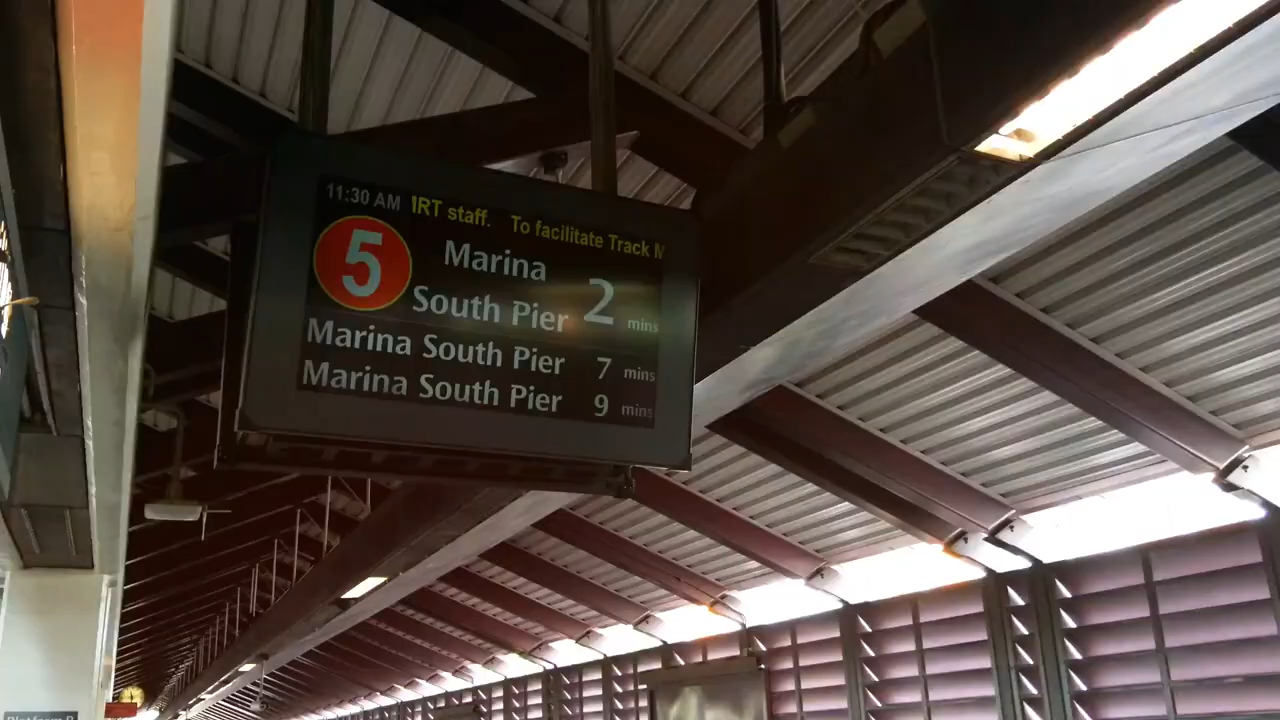 11:30 AM IRT staff. To facilitate Track M
5 Marina South Pier 2 mins
Marina South Pier 7 mins
Marina South Pier 9 mins
Platform B